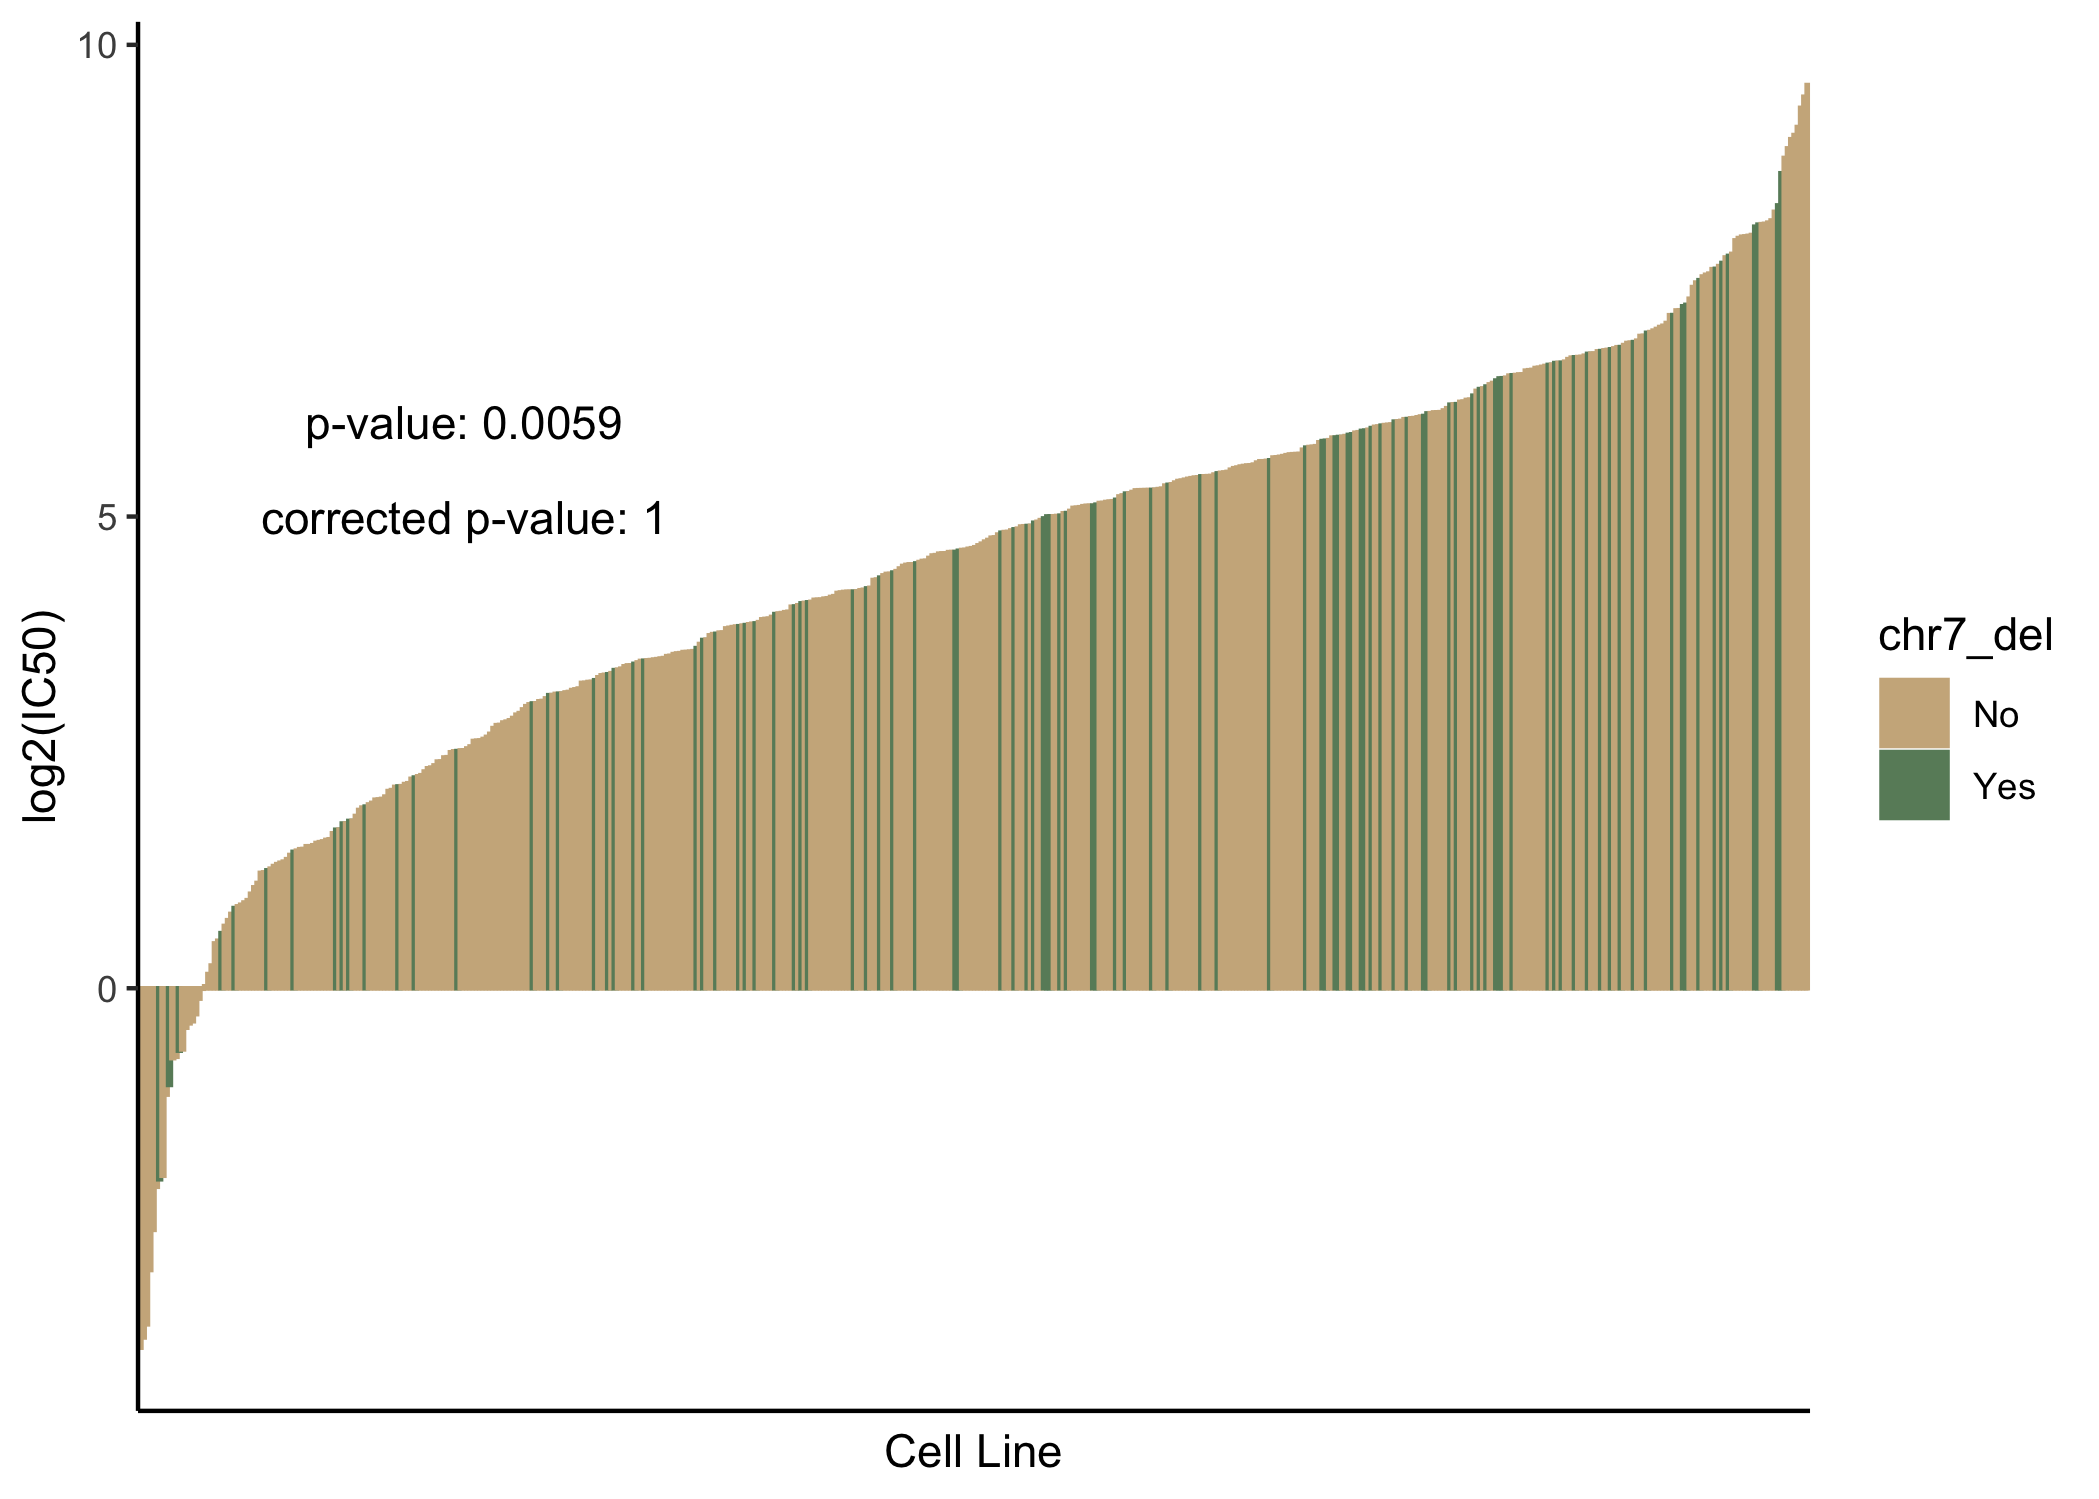 10
p-value: 0.0059
corrected p-value: 1
5
0
log2(IC50)
Cell Line
chr7_del
No
Yes